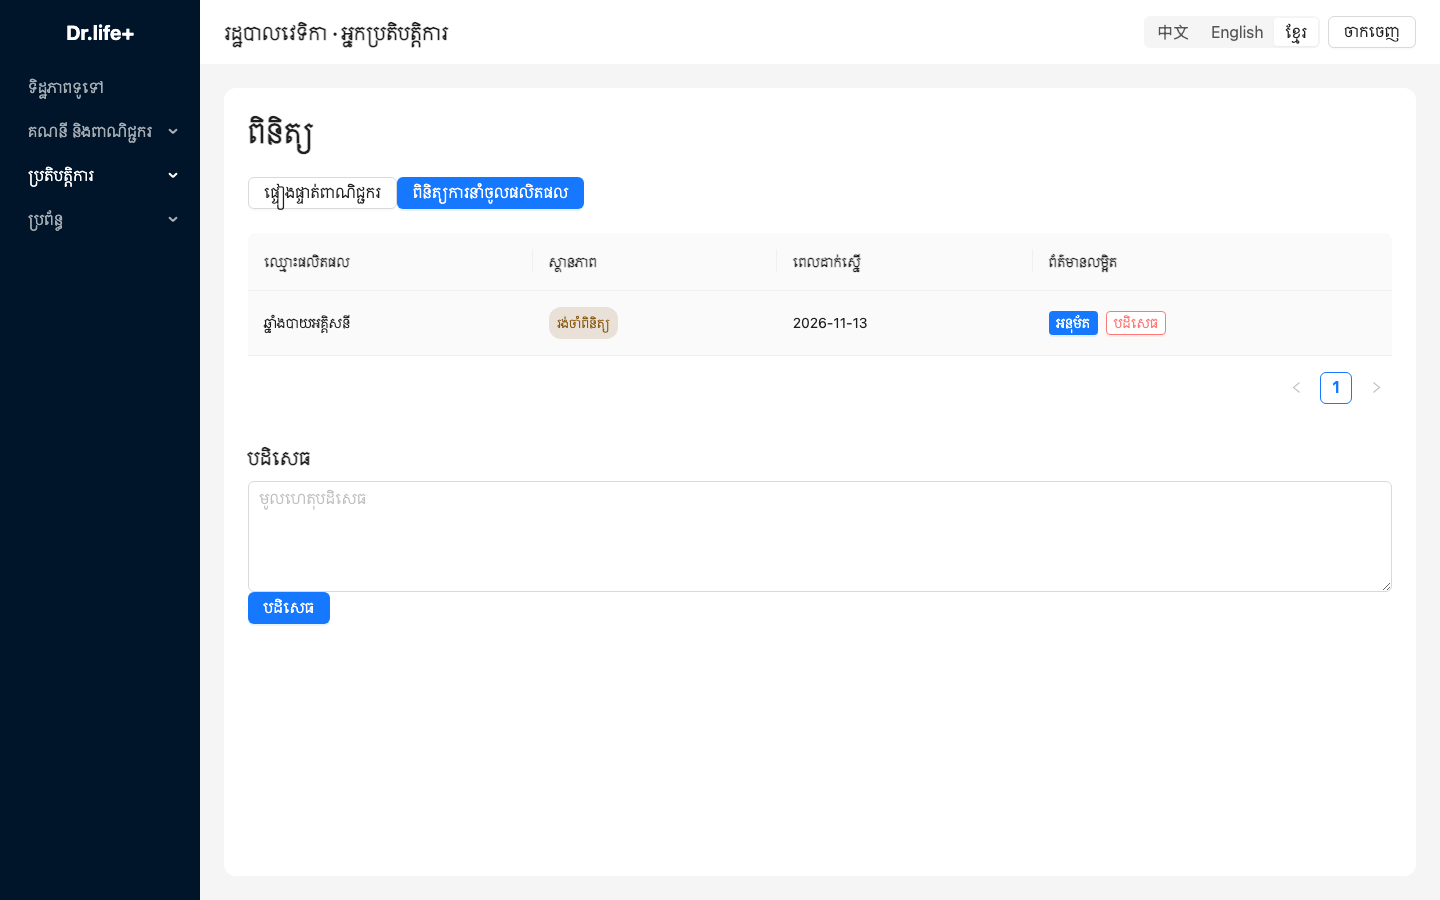 Dr.life+
ទិដ្ឋភាពទូទៅ
គណនី និងពាណិជ្ជករ
ប្រតិបត្តិការ
ប្រព័ន្ធ
រដ្ឋបាលវេទិកា · អ្នកប្រតិបត្តិការ
中文 English ខ្មែរ ចាកចេញ
ពិនិត្យ
ផ្ទៀងផ្ទាត់ពាណិជ្ជករ ពិនិត្យការនាំចូលផលិតផល
ឈ្មោះផលិតផល ស្ថានភាព ពេលដាក់ស្នើ ព័ត៌មានលម្អិត
ឆ្នាំងបាយអគ្គិសនី រង់ចាំពិនិត្យ 2026-11-13 អនុម័ត បដិសេធ
1
បដិសេធ
មូលហេតុបដិសេធ
បដិសេធ